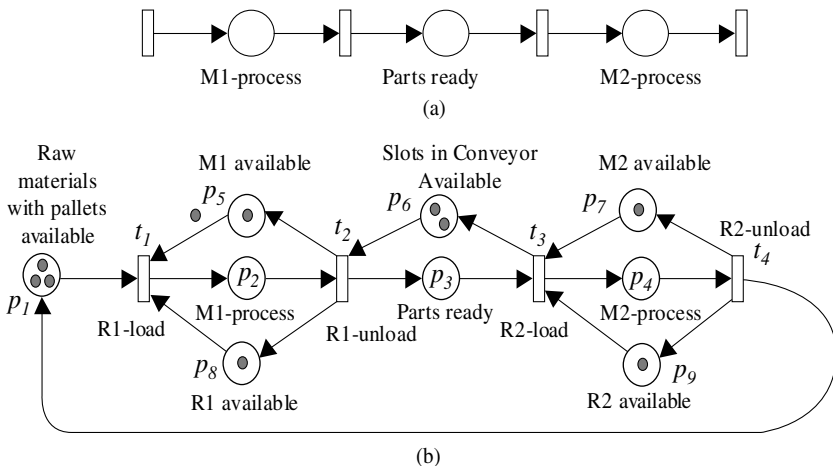 M1-process
Parts ready
M2-process
(a)
Raw
materials
with pallets
available
M1 available
Slots in Conveyor
Available
M2 available
p5
p6
p7
R2-unload
t1
t2
t3
t4
p1
p2
p3
p4
R1-load
M1-process
R1-unload
Parts ready
R2-load
M2-process
p8
p9
R1 available
R2 available
(b)